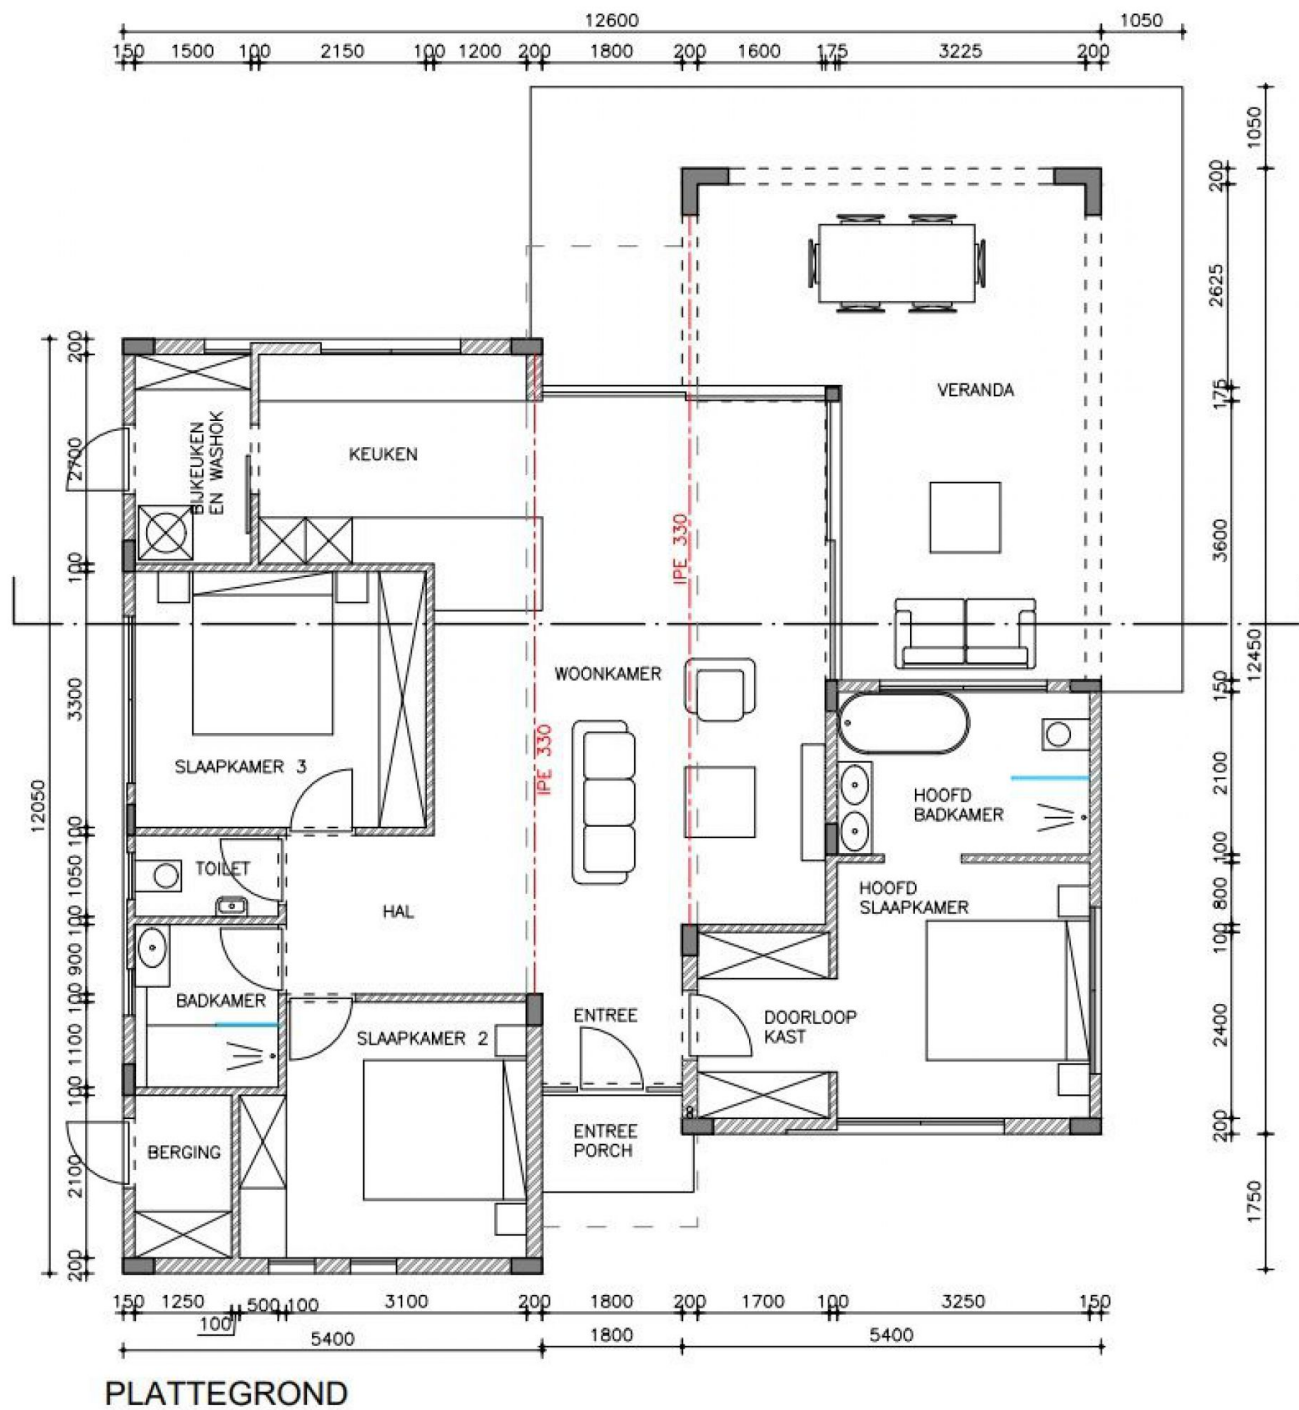 12600
1050
150 1500 100 2150 100 1200 200 1800 200 1600 175 3225 200
1050
200
2625
175
3600
12450
150
2100
100
800
100
2400
200
1750
12050
200
2700
100
3300
100
1050
100
900
100
1100
100
2100
200
VERANDA
BIJKEUKEN
EN WASHOK
KEUKEN
IPE 330
WOONKAMER
IPE 330
SLAAPKAMER 3
HOOFD
BADKAMER
TOILET
HOOFD
SLAAPKAMER
HAL
BADKAMER
SLAAPKAMER 2
ENTREE
DOORLOOP
KAST
BERGING
ENTREE
PORCH
150 1250 100 500 100 3100 200 1800 200 1700 100 3250 150
5400 1800 5400
PLATTEGROND